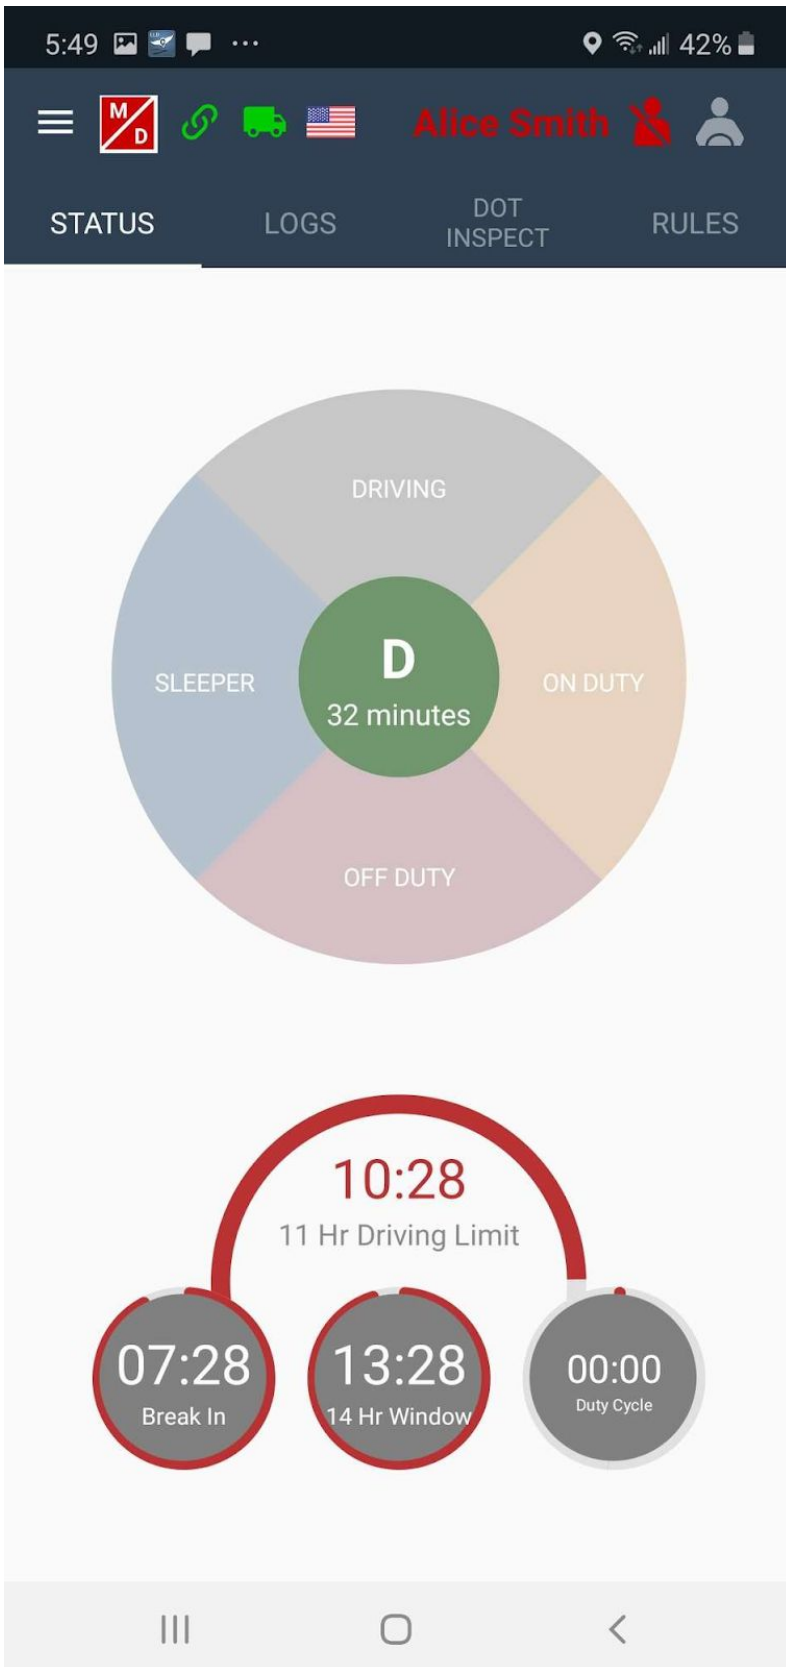 5:49 ... 42%
M/D Alice Smith
STATUS LOGS DOT INSPECT RULES
DRIVING
SLEEPER
D
32 minutes
ON DUTY
OFF DUTY
10:28
11 Hr Driving Limit
07:28
Break In
13:28
14 Hr Window
00:00
Duty Cycle